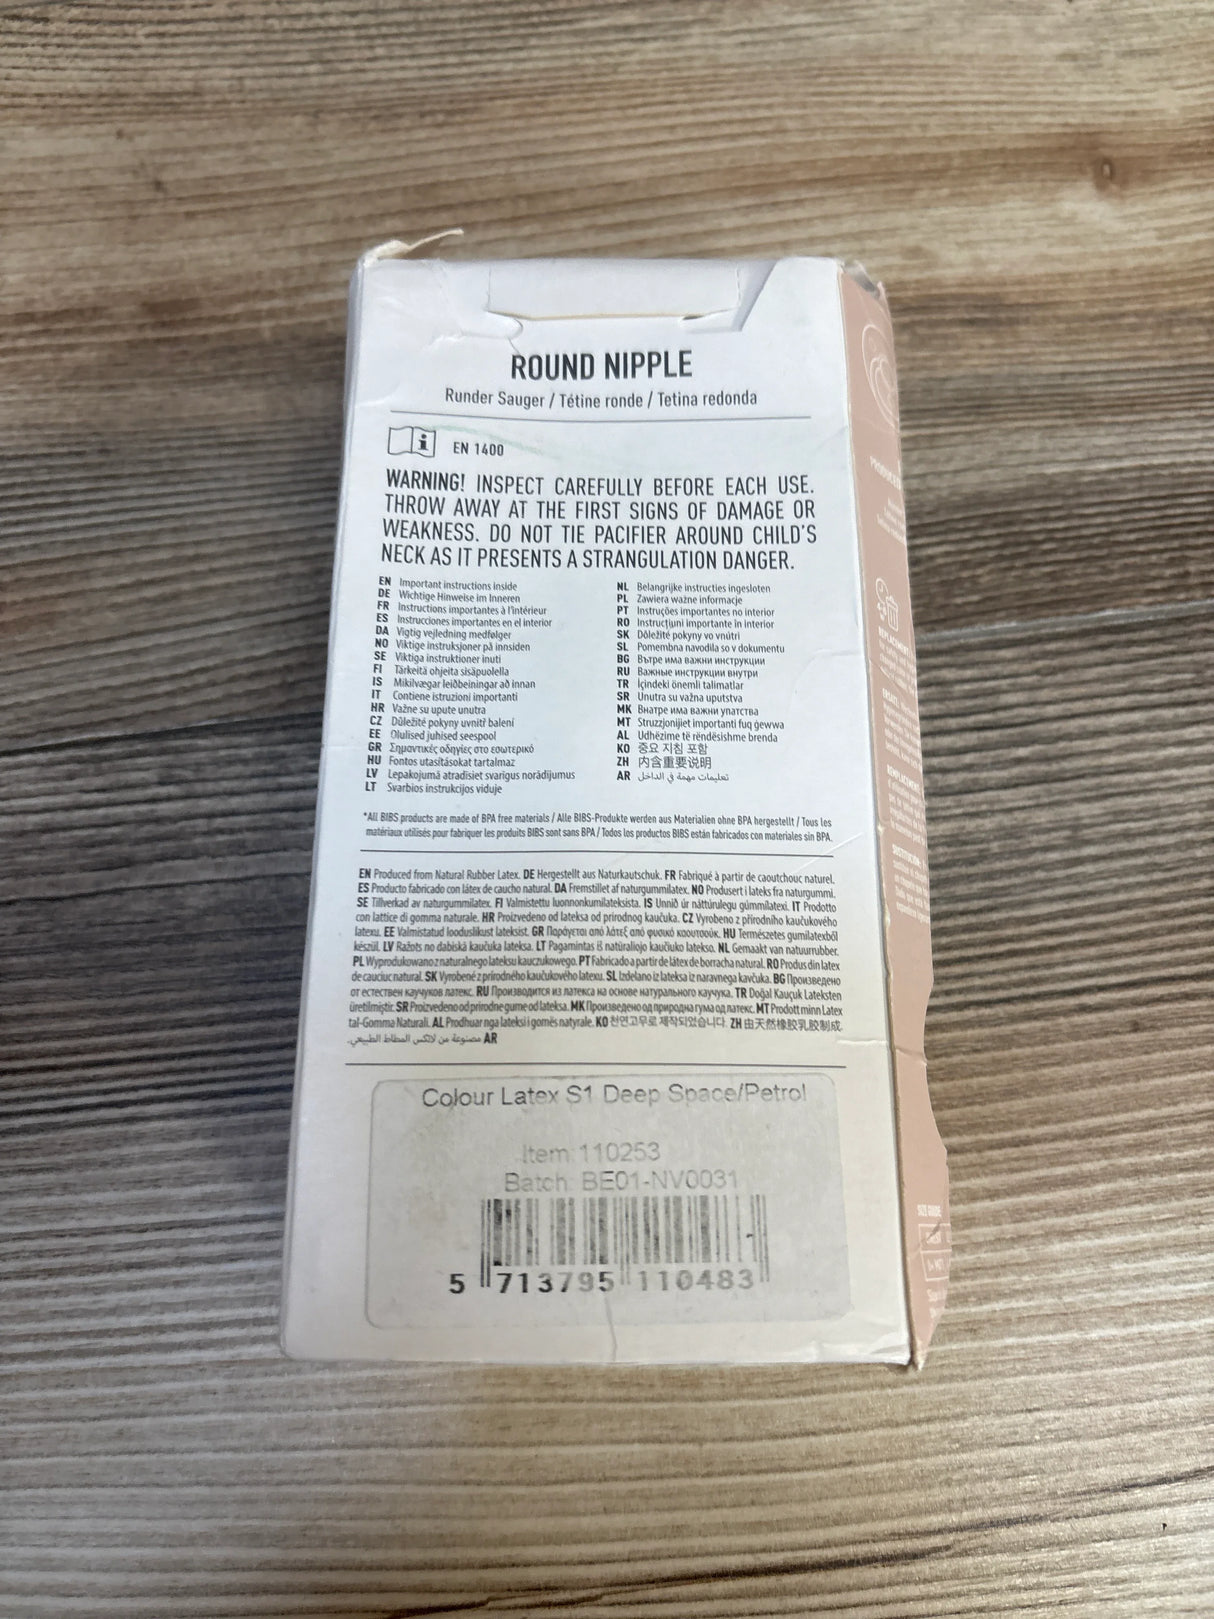 ROUND NIPPLE
Runder Sauger / Tétine ronde / Tetina redonda
EN 1400
WARNING! INSPECT CAREFULLY BEFORE EACH USE.
THROW AWAY AT THE FIRST SIGNS OF DAMAGE OR
WEAKNESS. DO NOT TIE PACIFIER AROUND CHILD'S
NECK AS IT PRESENTS A STRANGULATION DANGER.
EN Important instructions inside
DE Wichtige Hinweise im Inneren
FR Instructions importantes à l'intérieur
ES Instrucciones importantes en el interior
DA Vigtig vejledning medfølger
NO Viktige instruksjoner på innsiden
SE Viktiga instruktioner inuti
FI Tärkeitä ohjeita sisäpuolella
IS Mikilvægar leiðbeiningar að innan
IT Contiene istruzioni importanti
HR Važne su upute unutra
CZ Důležité pokyny uvnitř balení
EE Olulised juhised seespool
GR Σημαντικές οδηγίες στο εσωτερικό
HU Fontos utasításokat tartalmaz
LV Lepakojumā atradīsiet svarīgus norādījumus
LT Svarbios instrukcijos viduje
NL Belangrijke instructies ingesloten
PL Zawiera ważne informacje
PT Instruções importantes no interior
RO Instrucțiuni importante în interior
SK Dôležité pokyny vo vnútri
SL Pomembna navodila so v dokumentu
BG Вътре има важни инструкции
RU Важные инструкции внутри
TR İçindeki önemli talimatlar
SR Unutra su važna uputstva
MK Внатре има важни упатства
MT Struzzjonijiet importanti fuq ġewwa
AL Udhëzime të rëndësishme brenda
KO 중요 지침 포함
ZH 内含重要说明
AR تعليمات مهمة في الداخل
*All BIBS products are made of BPA free materials / Alle BIBS-Produkte werden aus Materialien ohne BPA hergestellt / Tous les
matériaux utilisés pour fabriquer les produits BIBS sont sans BPA / Todos los productos BIBS están fabricados con materiales sin BPA.
EN Produced from Natural Rubber Latex. DE Hergestellt aus Naturkautschuk. FR Fabriqué à partir de caoutchouc naturel.
ES Producto fabricado con látex de caucho natural. DA Fremstillet af naturgummilatex. NO Produsert i lateks fra naturgummi.
SE Tillverkad av naturgummilatex. FI Valmistettu luonnonkumilateksista. IS Unnið úr náttúrulegu gúmmílatexi. IT Prodotto
con lattice di gomma naturale. HR Proizvedeno od lateksa od prirodnog kaučuka. CZ Vyrobeno z přírodního kaučukového
latexu. EE Valmistatud looduslikust lateksist. GR Παράγεται από λάτεξ από φυσικό καουτσούκ. HU Természetes gumilatexből
készül. LV Ražots no dabiskā kaučuka lateksa. LT Pagamintas iš natūraliojo kaučiuko latekso. NL Gemaakt van natuurrubber.
PL Wyprodukowano z naturalnego lateksu kauczukowego. PT Fabricado a partir de látex de borracha natural. RO Produs din latex
de cauciuc natural. SK Vyrobené z prírodného kaučukového latexu. SL Izdelano iz lateksa iz naravnega kavčuka. BG Произведено
от естествен каучуков латекс. RU Производится из латекса на основе натурального каучука. TR Doğal Kauçuk Lateksten
üretilmiştir. SR Proizvedeno od prirodne gume od lateksa. MK Произведено од природна гума од латекс. MT Prodott minn Latex
tal-Gomma Naturali. AL Prodhuar nga lateksi i gomës natyrale. KO 천연고무로 제작되었습니다. ZH 由天然橡胶乳胶制成.
AR مصنوعة من لاتكس المطاط الطبيعي.
Colour Latex S1 Deep Space/Petrol
Item: 110253
Batch: BE01-NV0031
5 713795 110483
SIZE GUIDE